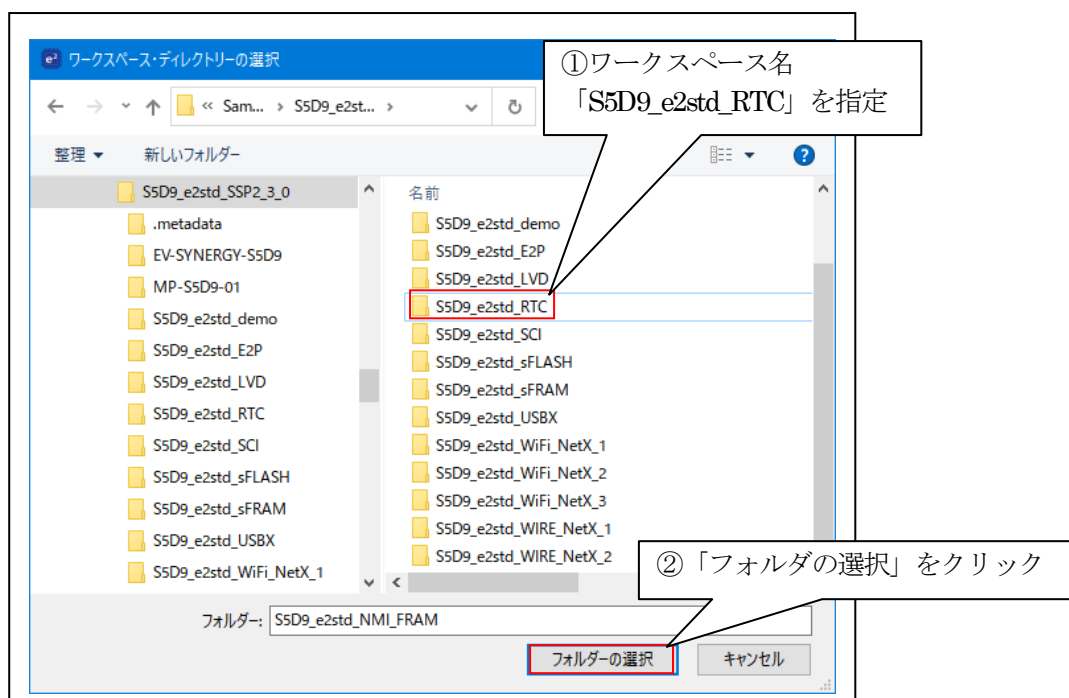 ワークスペース・ディレクトリーの選択
①ワークスペース名
「S5D9_e2std_RTC」を指定
« Sam... › S5D9_e2st... ›
整理 新しいフォルダー
S5D9_e2std_SSP2_3_0
.metadata
EV-SYNERGY-S5D9
MP-S5D9-01
S5D9_e2std_demo
S5D9_e2std_E2P
S5D9_e2std_LVD
S5D9_e2std_RTC
S5D9_e2std_SCI
S5D9_e2std_sFLASH
S5D9_e2std_sFRAM
S5D9_e2std_USBX
S5D9_e2std_WiFi_NetX_1
名前
S5D9_e2std_demo
S5D9_e2std_E2P
S5D9_e2std_LVD
S5D9_e2std_RTC
S5D9_e2std_SCI
S5D9_e2std_sFLASH
S5D9_e2std_sFRAM
S5D9_e2std_USBX
S5D9_e2std_WiFi_NetX_1
S5D9_e2std_WiFi_NetX_2
S5D9_e2std_WiFi_NetX_3
S5D9_e2std_WIRE_NetX_1
S5D9_e2std_WIRE_NetX_2
②「フォルダの選択」をクリック
フォルダー: S5D9_e2std_NMI_FRAM
フォルダーの選択 キャンセル